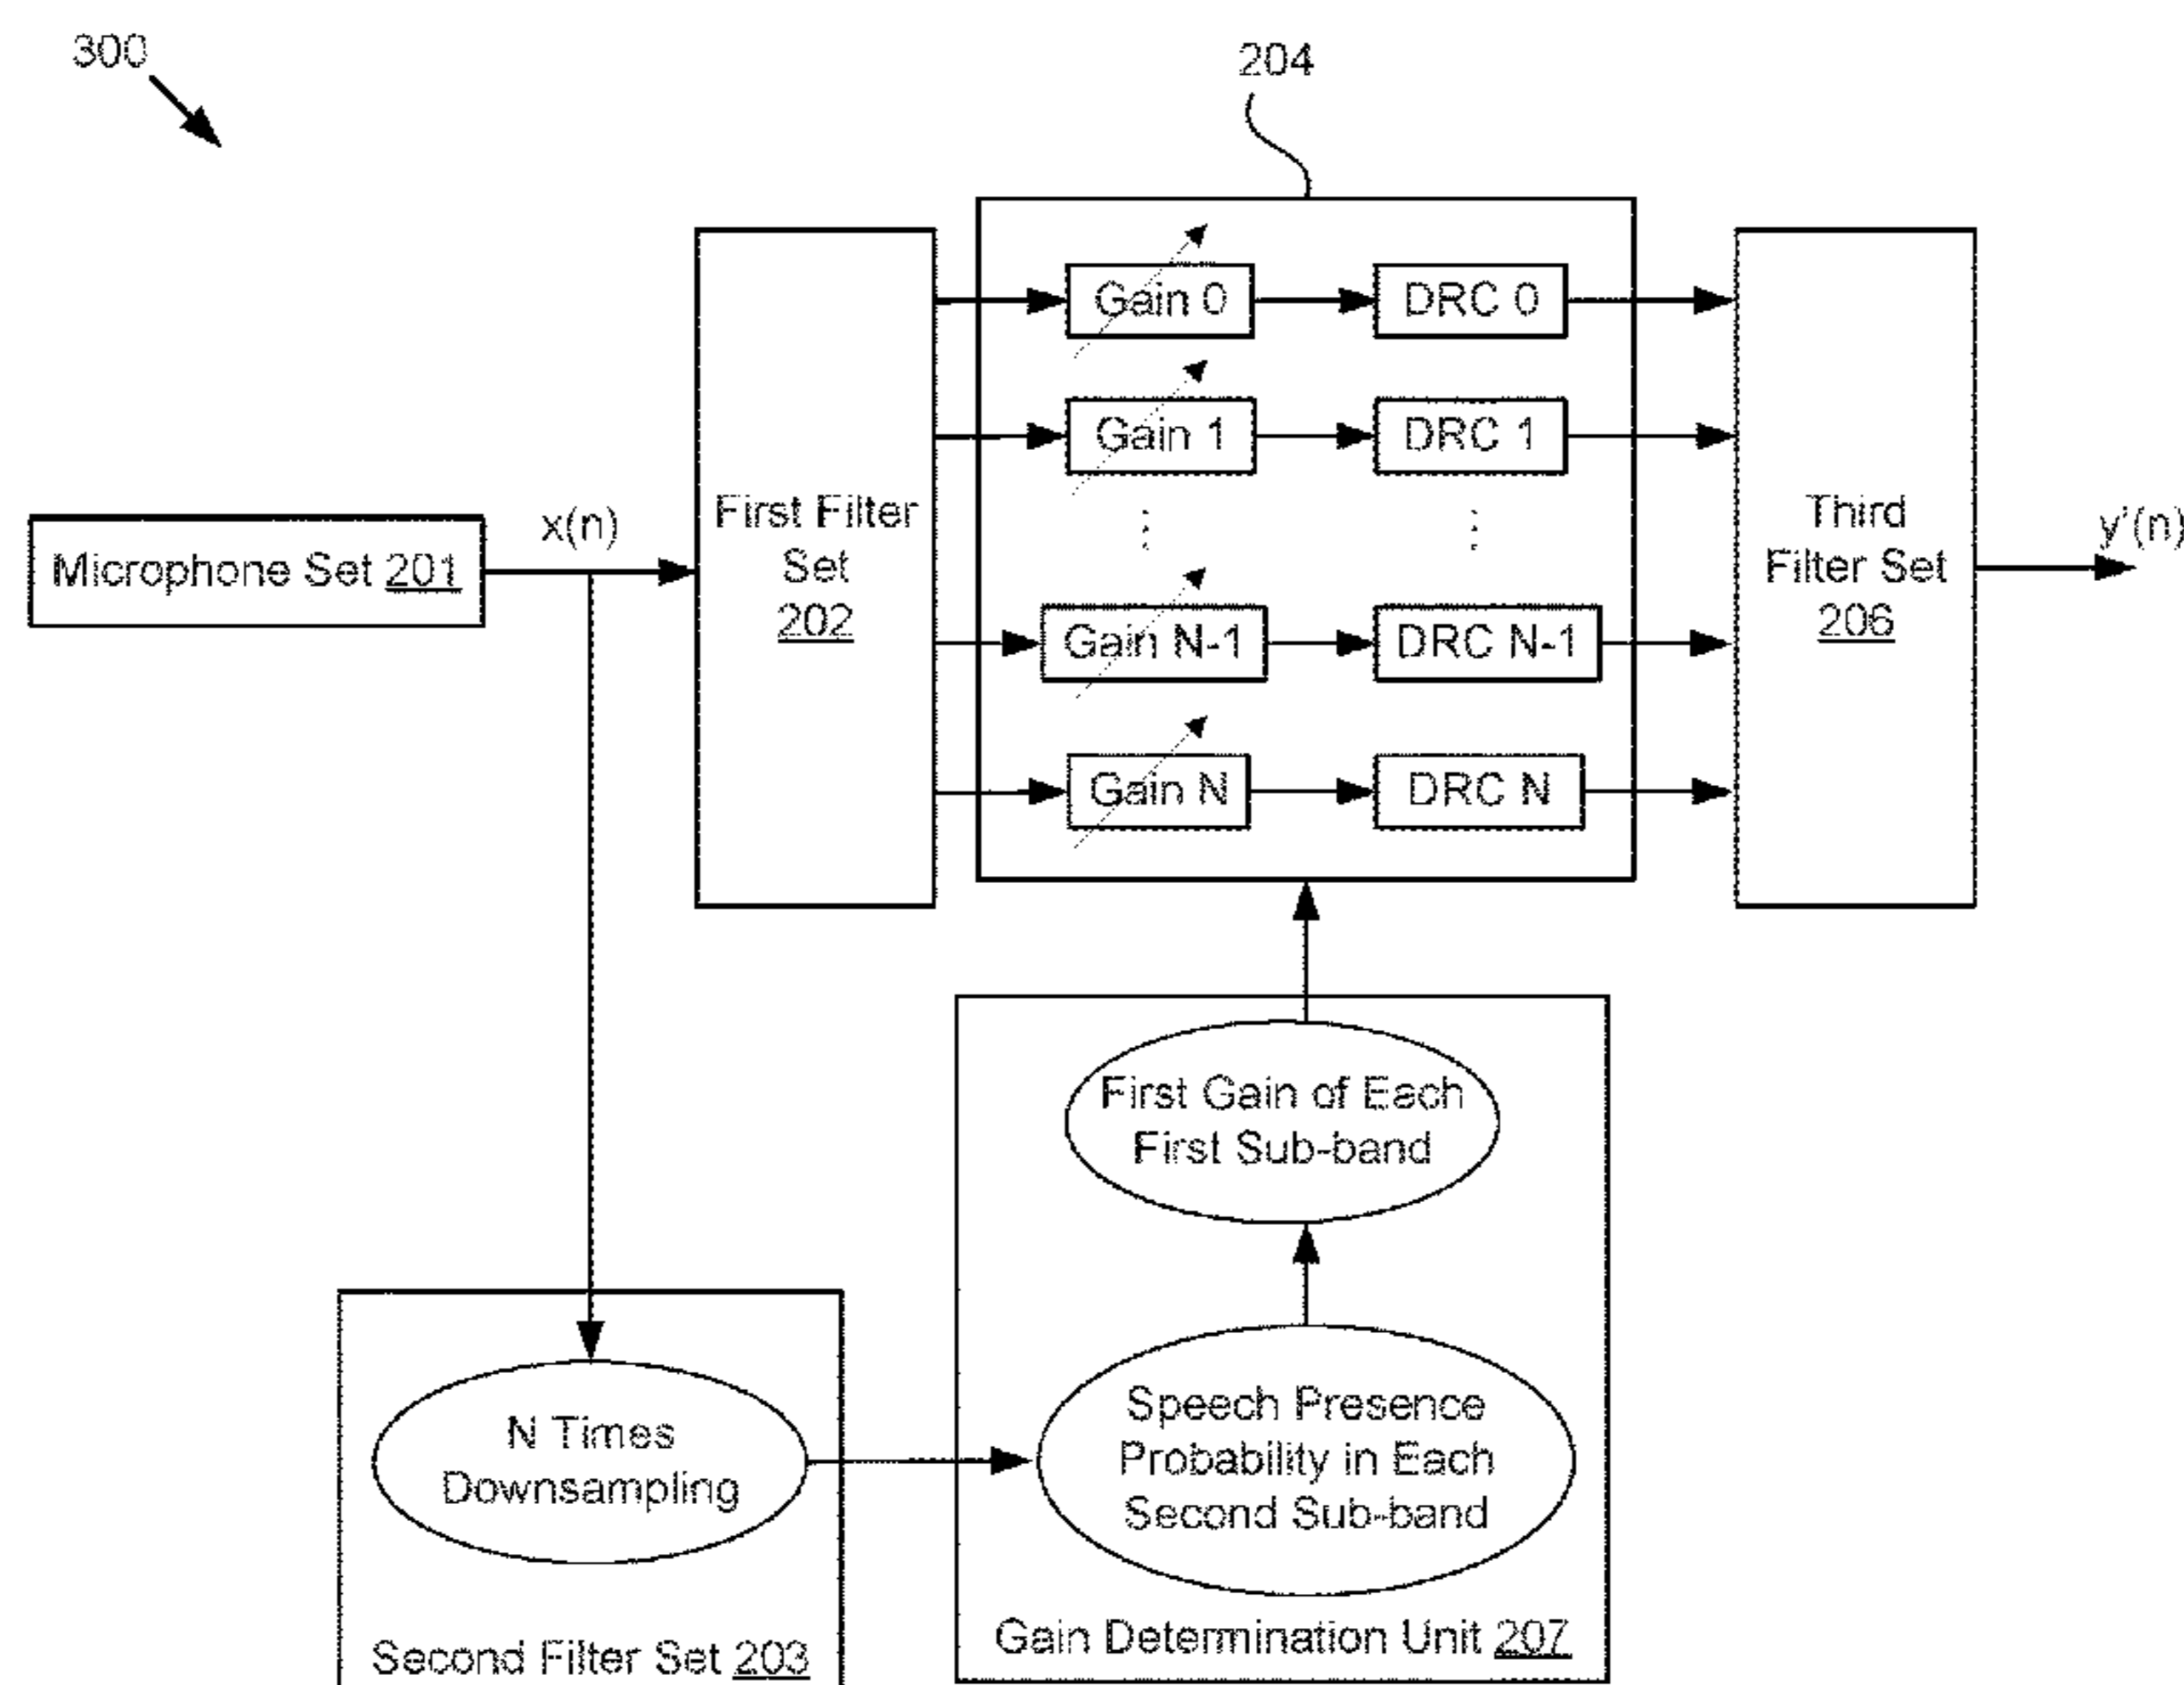 300
204
Gain 0
DRC 0
Gain 1
DRC 1
Microphone Set 201
x(n)
First Filter
Set
202
Third
Filter Set
206
y'(n)
Gain N-1
DRC N-1
Gain N
DRC N
First Gain of Each
First Sub-band
N Times
Downsampling
Speech Presence
Probability in Each
Second Sub-band
Second Filter Set 203
Gain Determination Unit 207